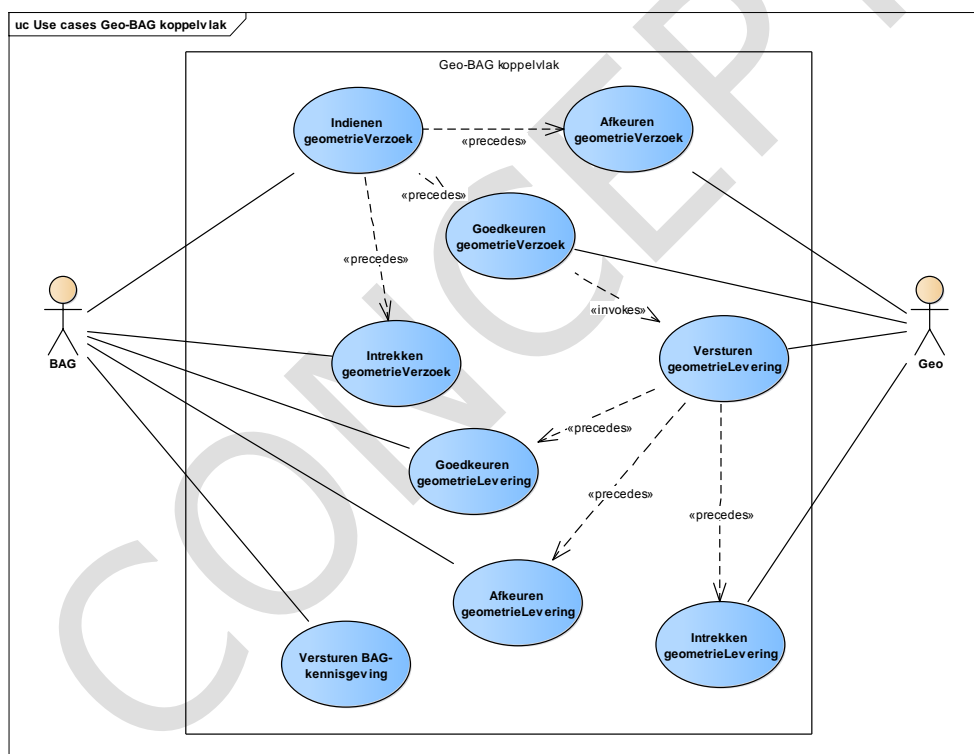 uc Use cases Geo-BAG koppelvlak
Geo-BAG koppelvlak
Indienen
geometrieVerzoek
«precedes»
Afkeuren
geometrieVerzoek
«precedes»
Goedkeuren
geometrieVerzoek
«precedes»
«invokes»
BAG
Intrekken
geometrieVerzoek
Versturen
geometrieLevering
Geo
«precedes»
Goedkeuren
geometrieLevering
«precedes»
«precedes»
Afkeuren
geometrieLevering
Versturen BAG-
kennisgeving
Intrekken
geometrieLevering
CONCEPT